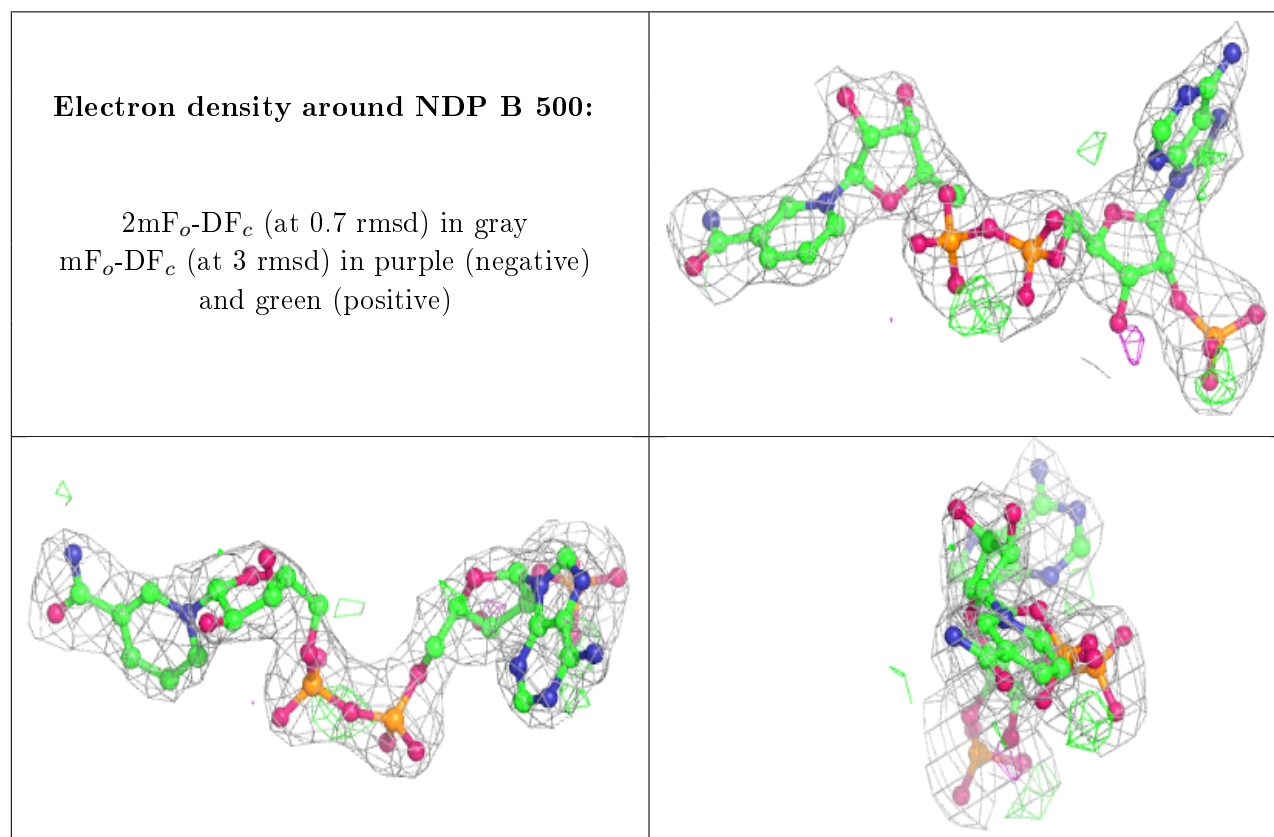 Electron density around NDP B 500:
2mFₒ-DF𝒸 (at 0.7 rmsd) in gray
mFₒ-DF𝒸 (at 3 rmsd) in purple (negative)
and green (positive)